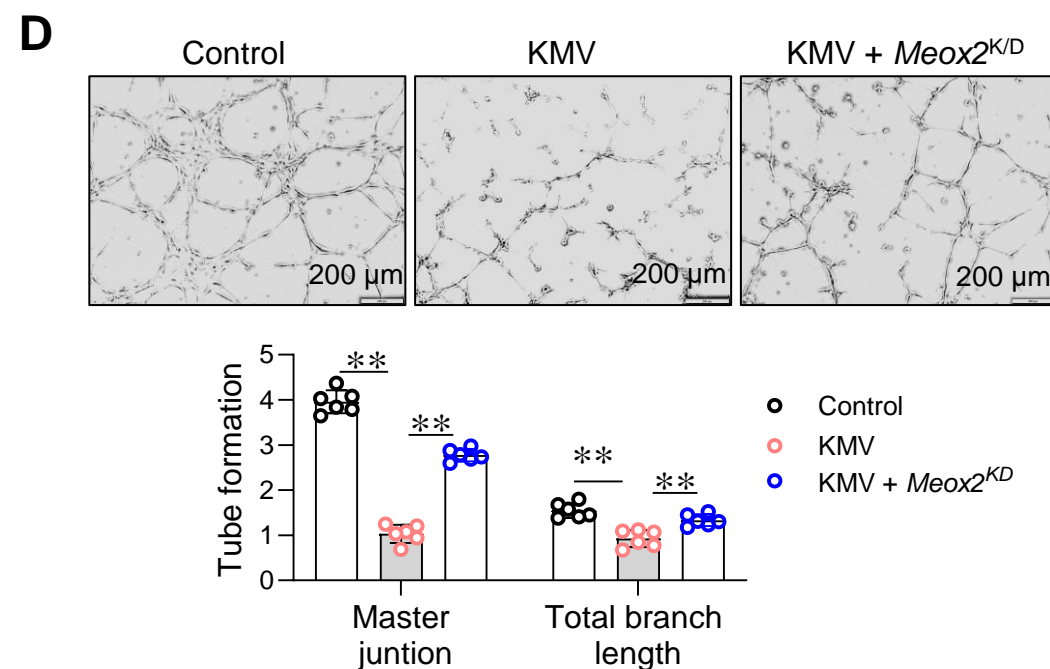 D
Control
KMV
KMV + Meox2K/D
200 μm
200 μm
200 μm
Tube formation
5
4
3
2
1
0
**
**
**
**
Master
juntion
Total branch
length
Control
KMV
KMV + Meox2KD